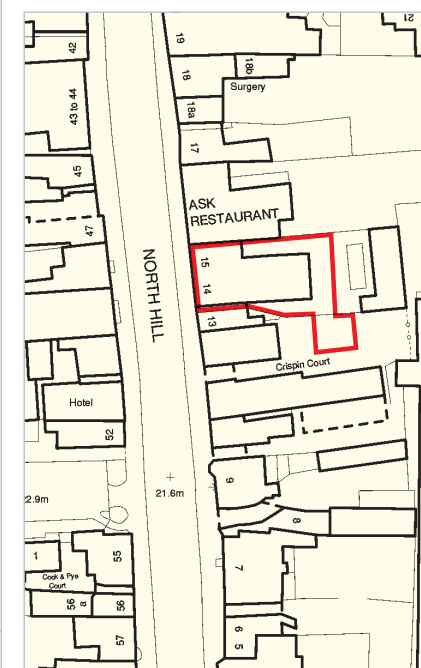 21
19
42
18
18b
Surgery
43 to 44
18a
17
45
ASK
RESTAURANT
47
15
14
NORTH HILL
13
Crispin Court
Hotel
52
9
21.6m
2.9m
8
1
55
7
Cock & Pye
Court
56
a
56
6
57
5